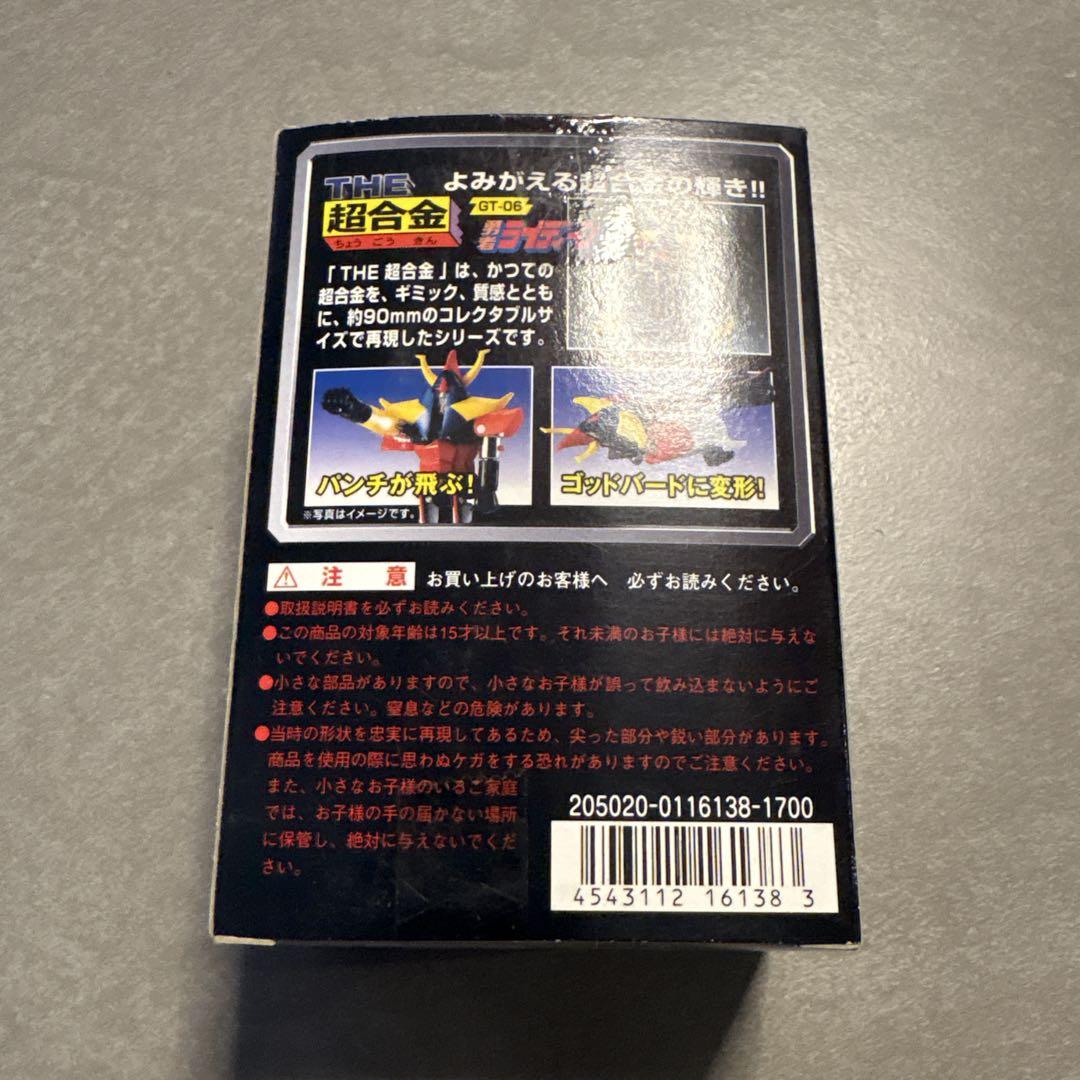 THE
よみがえる超合金の輝き!!
超合金
ちょう ごう きん
GT-06
勇者 ライディーン
「THE 超合金」は、かつての
超合金を、ギミック、質感ととも
に、約90mmのコレクタブルサ
イズで再現したシリーズです。
パンチが飛ぶ!
ゴッドバードに変形!
※写真はイメージです。
⚠ 注 意 お買い上げのお客様へ 必ずお読みください。
●取扱説明書を必ずお読みください。
●この商品の対象年齢は15才以上です。それ未満のお子様には絶対に与えな
いでください。
●小さな部品がありますので、小さなお子様が誤って飲み込まないようにご
注意ください。窒息などの危険があります。
●当時の形状を忠実に再現してあるため、尖った部分や鋭い部分があります。
商品を使用の際に思わぬケガをする恐れがありますのでご注意ください。
また、小さなお子様のいるご家庭
では、お子様の手の届かない場所
に保管し、絶対に与えないでくだ
さい。
205020-0116138-1700
4543112 161383